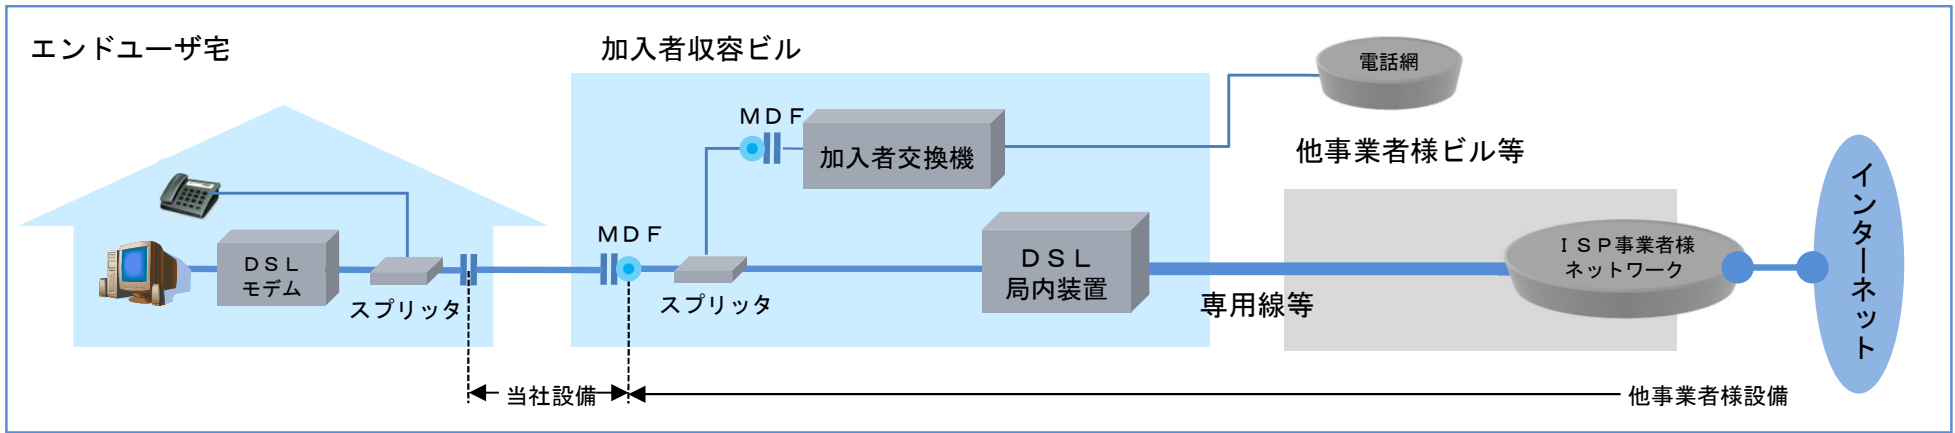 エンドユーザ宅
加入者収容ビル
電話網
ＭＤＦ
加入者交換機
他事業者様ビル等
インターネット
ＭＤＦ
ＤＳＬ
モデム
スプリッタ
スプリッタ
ＤＳＬ
局内装置
専用線等
ＩＳＰ事業者様
ネットワーク
当社設備
他事業者様設備